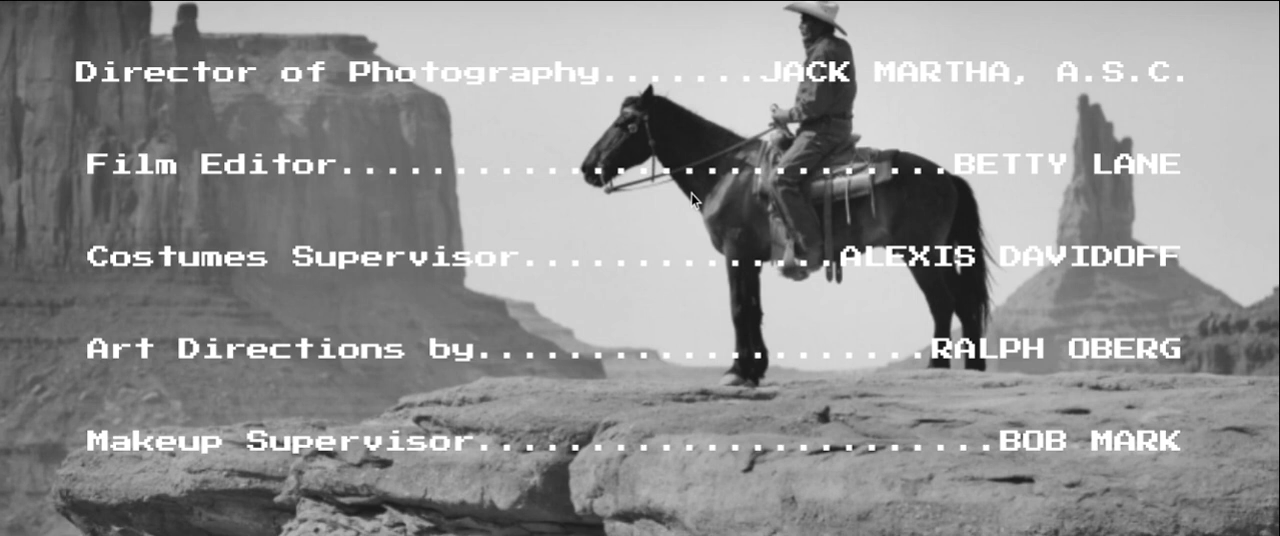 Director of Photography.......JACK MARTHA, A.S.C.
Film Editor...........................BETTY LANE
Costumes Supervisor..............ALEXIS DAVIDOFF
Art Directions by....................RALPH OBERG
Makeup Supervisor.......................BOB MARK